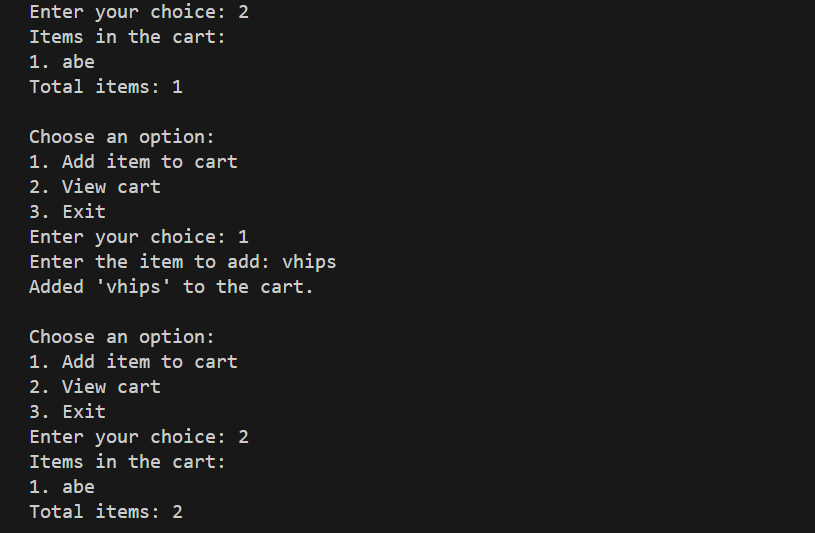 Enter your choice: 2
Items in the cart:
1. abe
Total items: 1
Choose an option:
1. Add item to cart
2. View cart
3. Exit
Enter your choice: 1
Enter the item to add: vhips
Added 'vhips' to the cart.
Choose an option:
1. Add item to cart
2. View cart
3. Exit
Enter your choice: 2
Items in the cart:
1. abe
Total items: 2